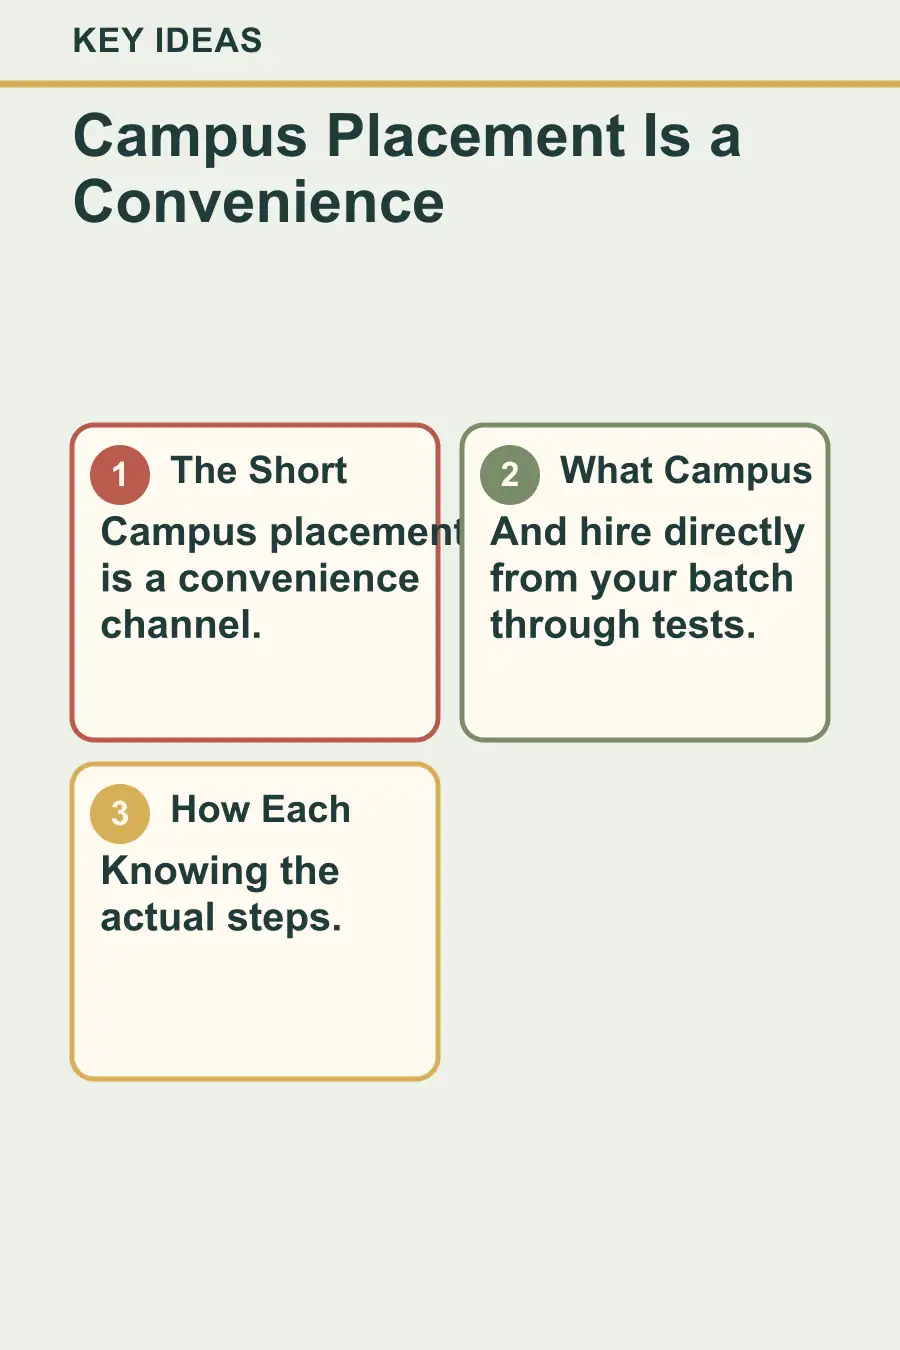 KEY IDEAS
Campus Placement Is a
Convenience
1 The Short
Campus placement
is a convenience
channel.
2 What Campus
And hire directly
from your batch
through tests.
3 How Each
Knowing the
actual steps.